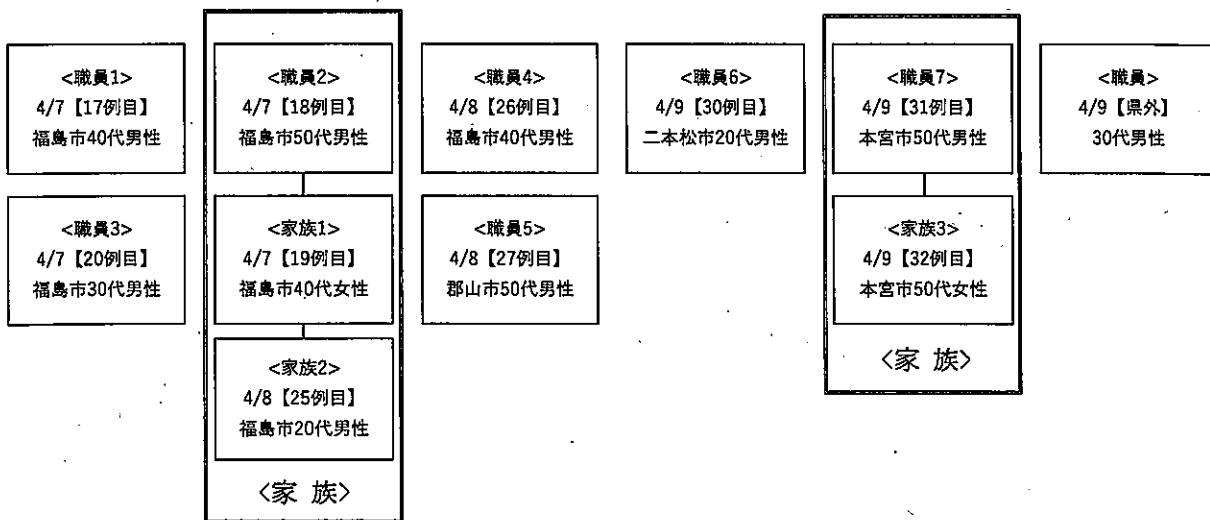 <職員1>
4/7【17例目】
福島市40代男性
<職員2>
4/7【18例目】
福島市50代男性
<職員4>
4/8【26例目】
福島市40代男性
<職員6>
4/9【30例目】
二本松市20代男性
<職員7>
4/9【31例目】
本宮市50代男性
<職員>
4/9【県外】
30代男性
<職員3>
4/7【20例目】
福島市30代男性
<家族1>
4/7【19例目】
福島市40代女性
<職員5>
4/8【27例目】
郡山市50代男性
<家族3>
4/9【32例目】
本宮市50代女性
<家族2>
4/8【25例目】
福島市20代男性
<家 族>
<家 族>